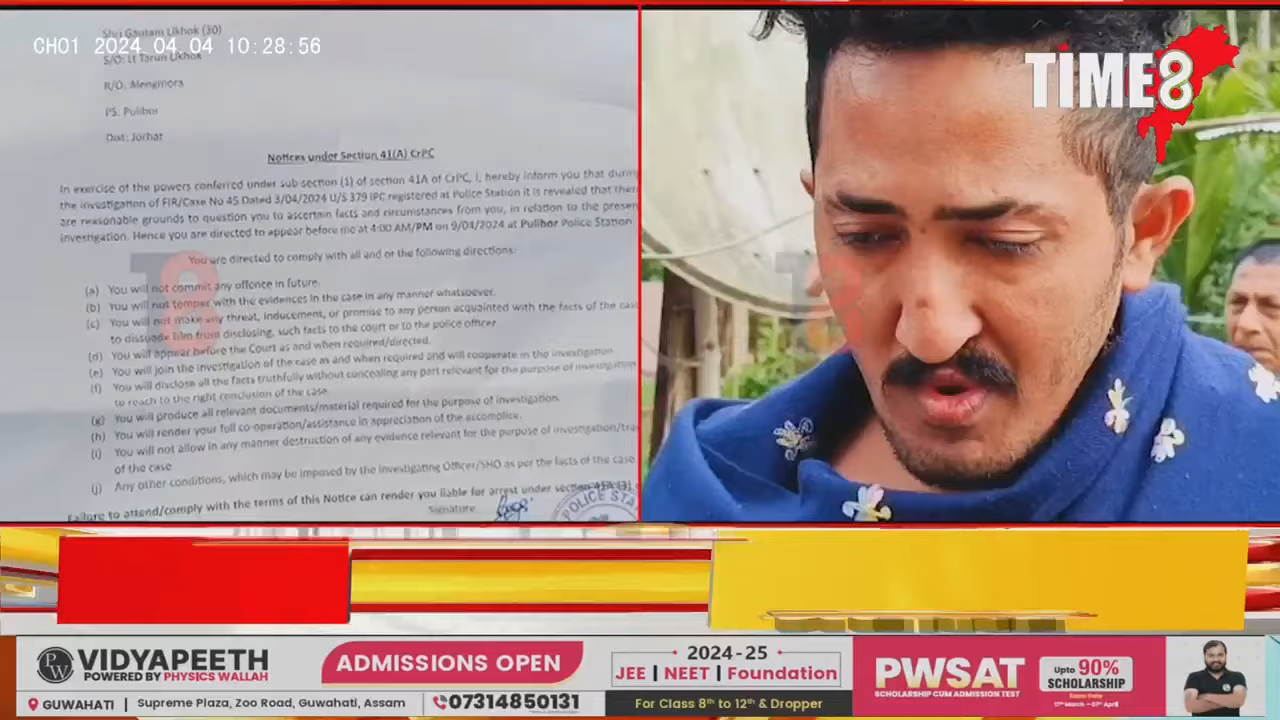 Shri Gautam Likhok (30)
CH01 2024 04 04 10:28:56
S/O: Lt Tarun Likhok
R/O. Alengmora
PS. Pulibor
Dist: Jorhat
Notices under Section 41(A) CrPC
In exercise of the powers conferred under sub section (1) of section 41A of CrPC, I, hereby inform you that during
the investigation of FIR/Case No 45 Dated 3/04/2024 U/S 379 IPC registered at Police Station it is revealed that there
are reasonable grounds to question you to ascertain facts and circumstances from you, in relation to the present
investigation. Hence you are directed to appear before me at 4:00 AM/PM on 9/04/2024 at Pulibor Police Station.
You are directed to comply with all and or the following directions:
(a) You will not commit any offence in future.
(b) You will not temper with the evidences in the case in any manner whatsoever.
(c) You will not make any threat, inducement, or promise to any person acquainted with the facts of the case
to dissuade him from disclosing, such facts to the court or to the police officer
(d) You will appear before the Court as and when required/directed.
(e) You will join the investigation of the case as and when required and will cooperate in the investigation
(f) You will disclose all the facts truthfully without concealing any part relevant for the purpose of investigation
to reach to the right conclusion of the case.
(g) You will produce all relevant documents/material required for the purpose of investigation.
(h) You will render your full co-operation/assistance in appreciation of the accomplice.
(i) You will not allow in any manner destruction of any evidence relevant for the purpose of investigation/tra
of the case
(j) Any other conditions, which may be imposed by the investigating Officer/SHO as per the facts of the case
Failure to attend/comply with the terms of this Notice can render you liable for arrest under section 41A (3)
Signature
POLICE STA
TIME8
T8
T8
VIDYAPEETH
POWERED BY PHYSICS WALLAH
ADMISSIONS OPEN
2024-25
JEE | NEET | Foundation
PWSAT
SCHOLARSHIP CUM ADMISSION TEST
Upto 90%
SCHOLARSHIP
17th March - 07th April
GUWAHATI | Supreme Plaza, Zoo Road, Guwahati, Assam
07314850131
For Class 8th to 12th & Dropper